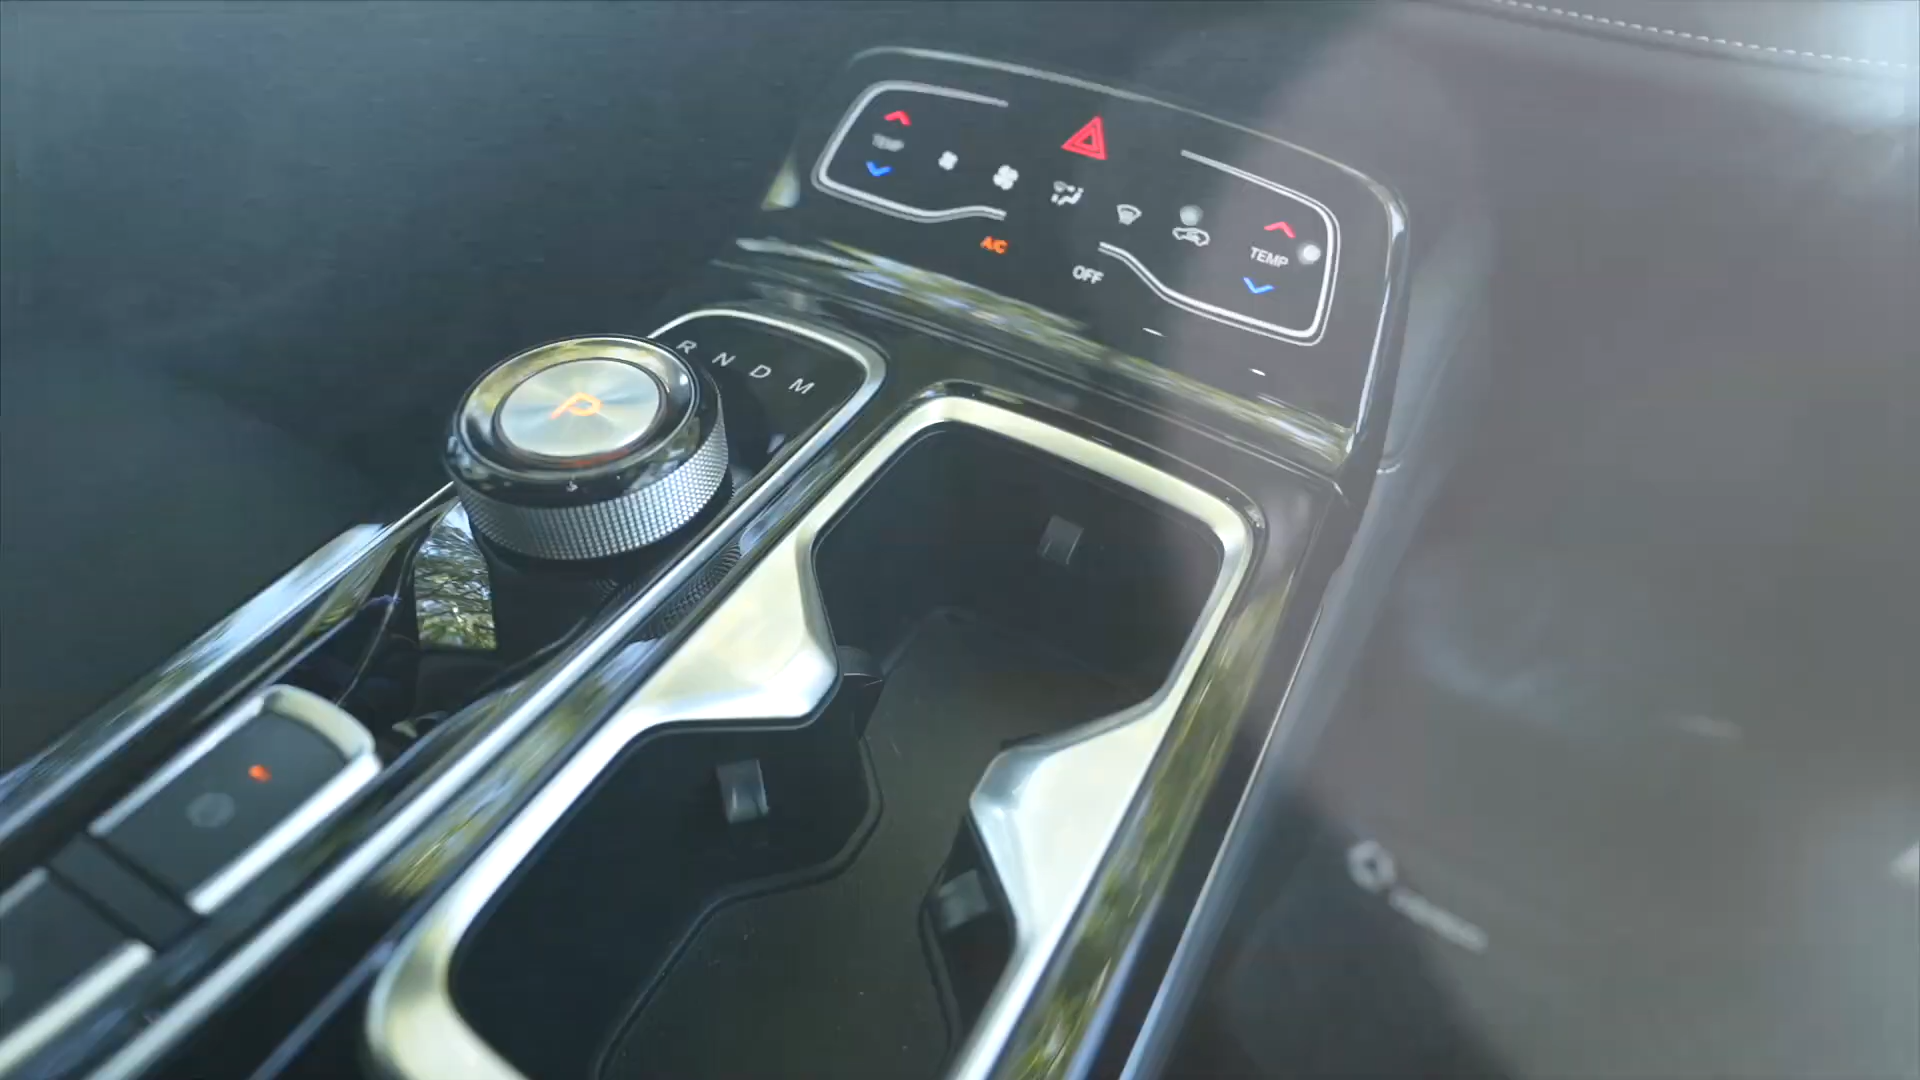 TEMP
TEMP
A/C
OFF
R N D M
P